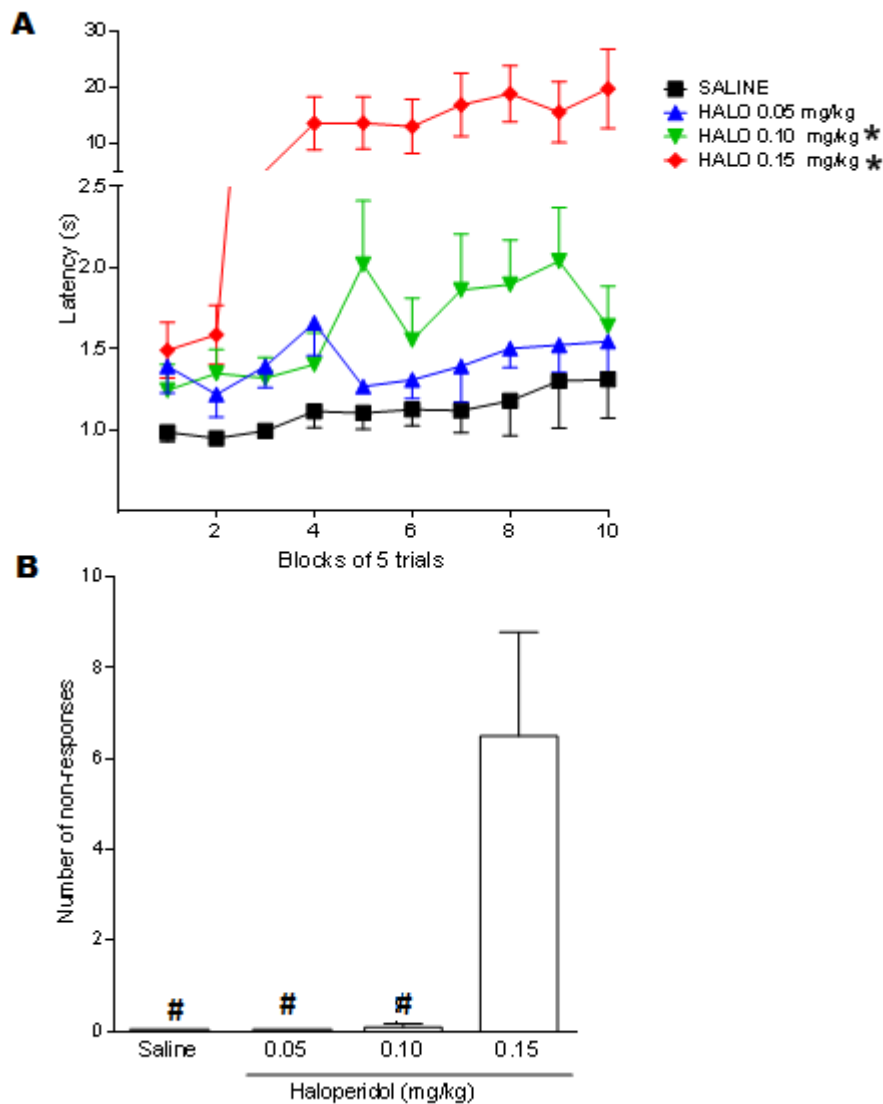 A
30
20
10
2.5
2.0
1.5
1.0
Latency (s)
2 4 6 8 10
Blocks of 5 trials
SALINE
HALO 0.05 mg/kg
HALO 0.10 mg/kg *
HALO 0.15 mg/kg *
B
10
8
6
4
2
0
Number of non-responses
# # #
Saline 0.05 0.10 0.15
Haloperidol (mg/kg)